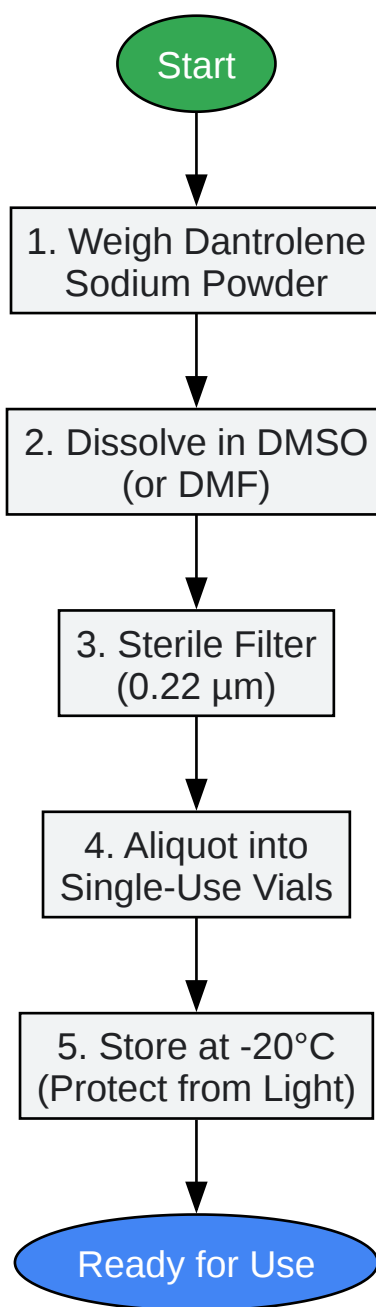 Start
1. Weigh Dantrolene
Sodium Powder
2. Dissolve in DMSO
(or DMF)
3. Sterile Filter
(0.22 µm)
4. Aliquot into
Single-Use Vials
5. Store at -20°C
(Protect from Light)
Ready for Use